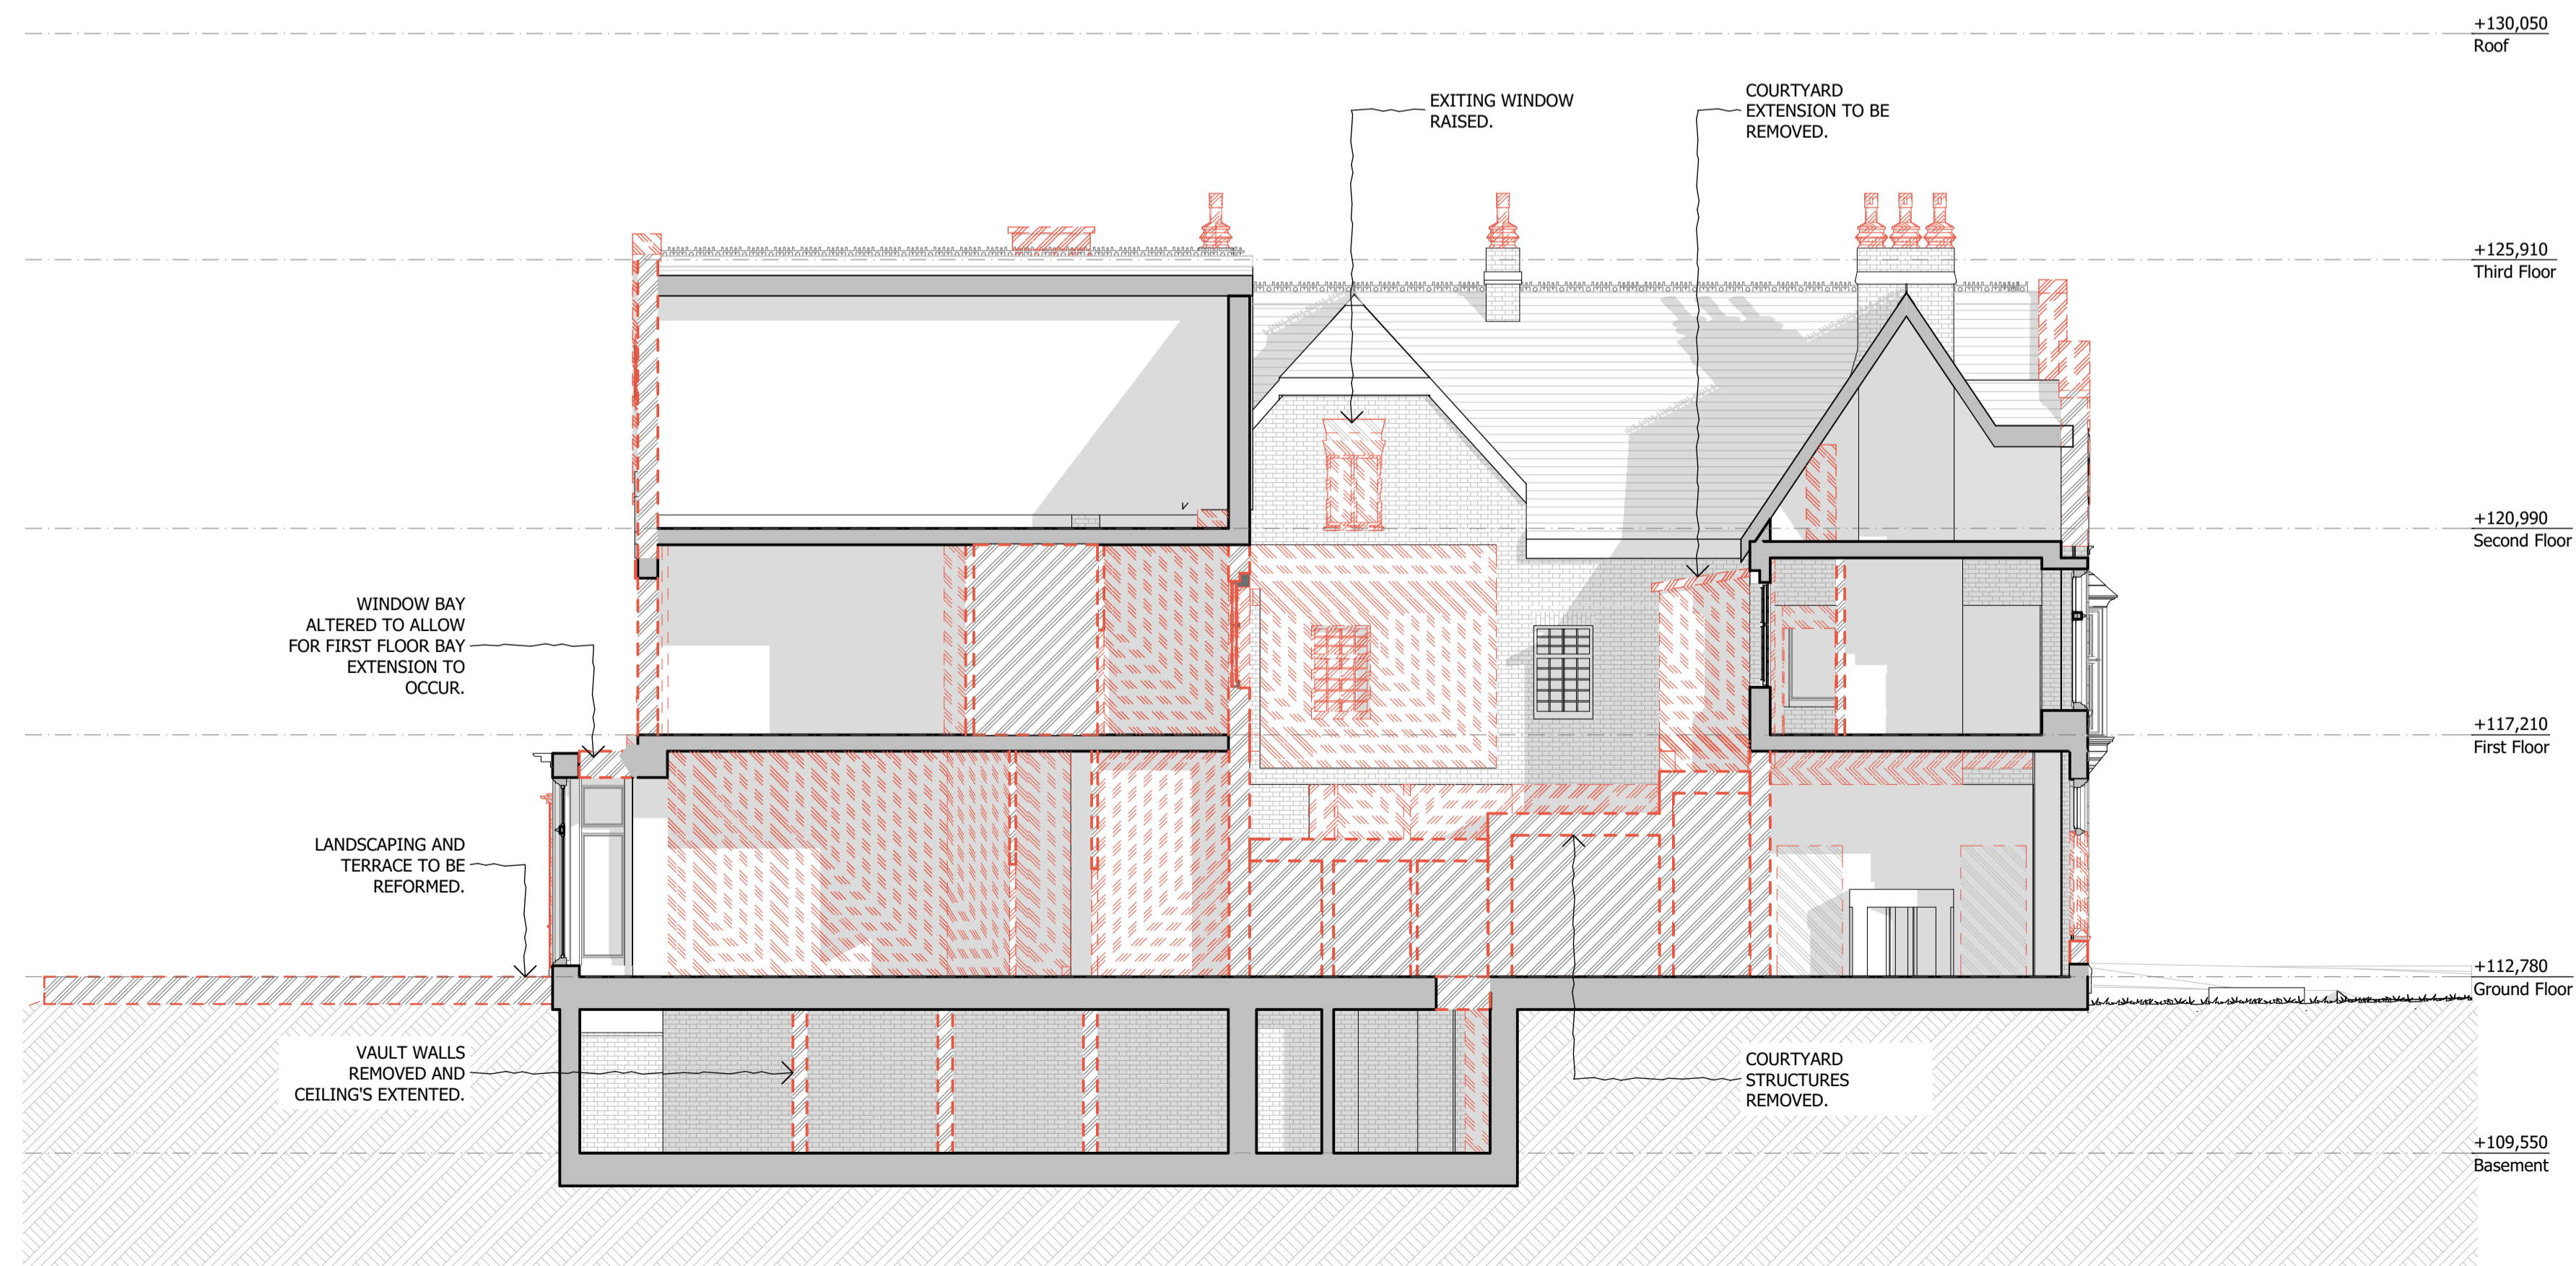 +130,050
Roof
EXITING WINDOW
RAISED.
COURTYARD
EXTENSION TO BE
REMOVED.
+125,910
Third Floor
+120,990
Second Floor
WINDOW BAY
ALTERED TO ALLOW
FOR FIRST FLOOR BAY
EXTENSION TO
OCCUR.
+117,210
First Floor
LANDSCAPING AND
TERRACE TO BE
REFORMED.
+112,780
Ground Floor
VAULT WALLS
REMOVED AND
CEILING'S EXTENTED.
COURTYARD
STRUCTURES
REMOVED.
+109,550
Basement